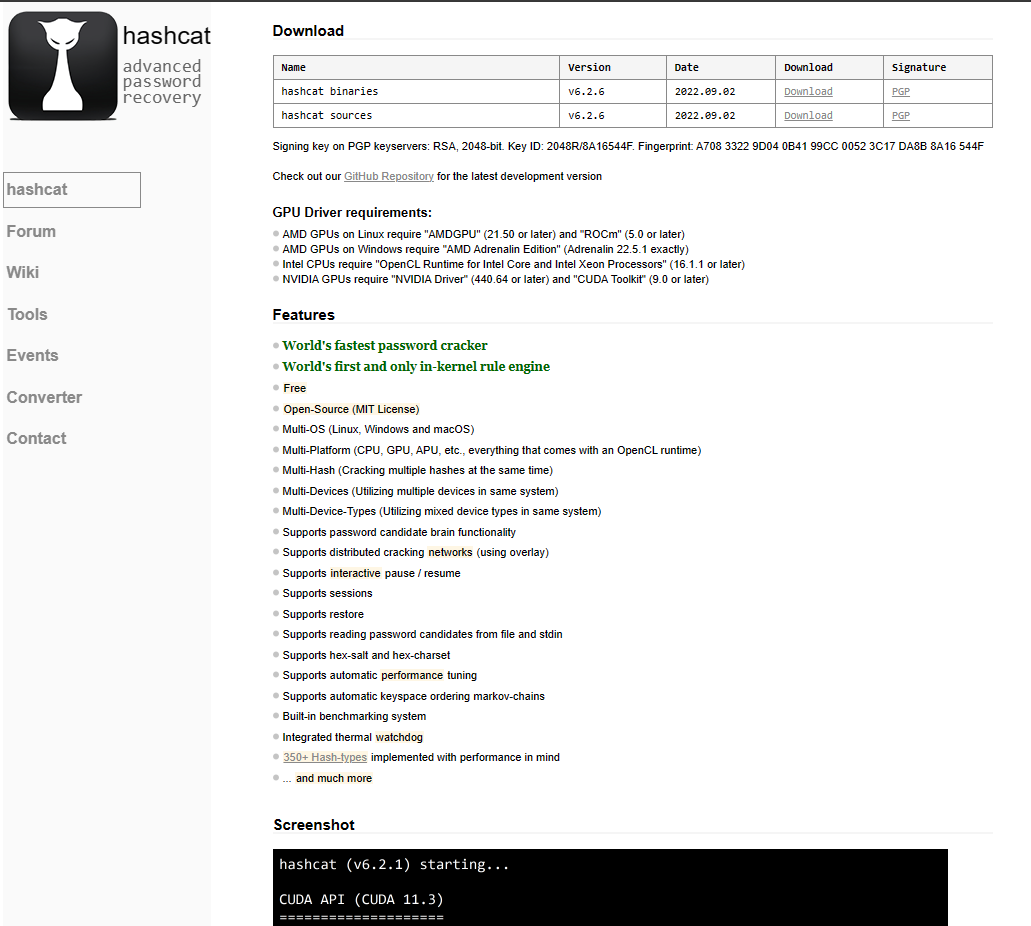 hashcat
advanced
password
recovery
hashcat
Forum
Wiki
Tools
Events
Converter
Contact
Download
Name Version Date Download Signature
hashcat binaries v6.2.6 2022.09.02 Download PGP
hashcat sources v6.2.6 2022.09.02 Download PGP
Signing key on PGP keyservers: RSA, 2048-bit. Key ID: 2048R/8A16544F. Fingerprint: A708 3322 9D04 0B41 99CC 0052 3C17 DA8B 8A16 544F
Check out our GitHub Repository for the latest development version
GPU Driver requirements:
AMD GPUs on Linux require "AMDGPU" (21.50 or later) and "ROCm" (5.0 or later)
AMD GPUs on Windows require "AMD Adrenalin Edition" (Adrenalin 22.5.1 exactly)
Intel CPUs require "OpenCL Runtime for Intel Core and Intel Xeon Processors" (16.1.1 or later)
NVIDIA GPUs require "NVIDIA Driver" (440.64 or later) and "CUDA Toolkit" (9.0 or later)
Features
World's fastest password cracker
World's first and only in-kernel rule engine
Free
Open-Source (MIT License)
Multi-OS (Linux, Windows and macOS)
Multi-Platform (CPU, GPU, APU, etc., everything that comes with an OpenCL runtime)
Multi-Hash (Cracking multiple hashes at the same time)
Multi-Devices (Utilizing multiple devices in same system)
Multi-Device-Types (Utilizing mixed device types in same system)
Supports password candidate brain functionality
Supports distributed cracking networks (using overlay)
Supports interactive pause / resume
Supports sessions
Supports restore
Supports reading password candidates from file and stdin
Supports hex-salt and hex-charset
Supports automatic performance tuning
Supports automatic keyspace ordering markov-chains
Built-in benchmarking system
Integrated thermal watchdog
350+ Hash-types implemented with performance in mind
... and much more
Screenshot
hashcat (v6.2.1) starting...
CUDA API (CUDA 11.3)
====================